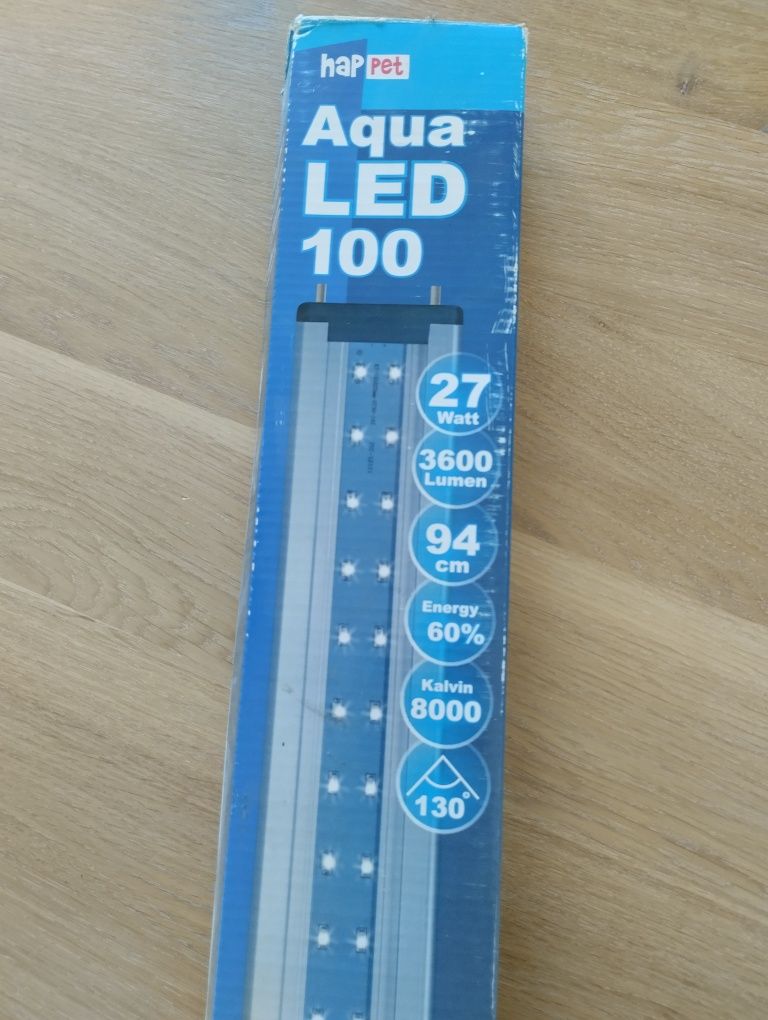 hap pet
Aqua
LED
100
27
Watt
3600
Lumen
94
cm
Energy
60%
Kalvin
8000
130°